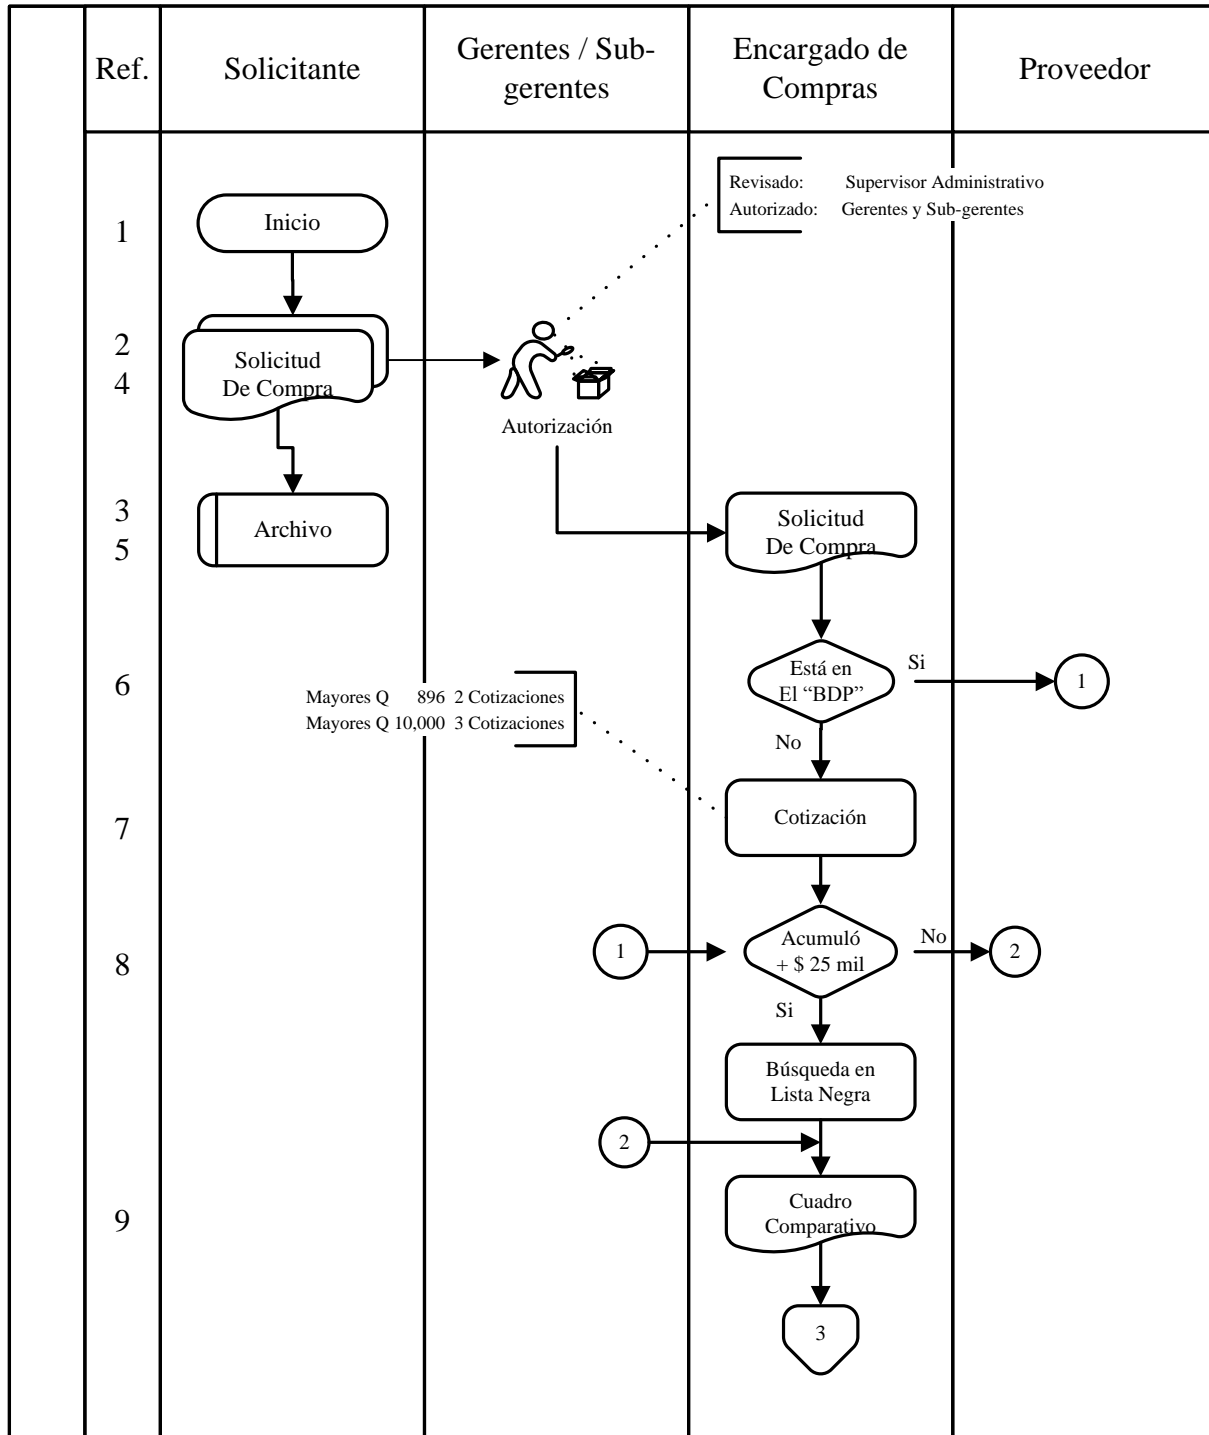 Ref.
Solicitante
Gerentes / Sub-
gerentes
Encargado de
Compras
Proveedor
Revisado: Supervisor Administrativo
Autorizado: Gerentes y Sub-gerentes
1
Inicio
2
4
Solicitud
De Compra
Autorización
3
5
Archivo
Solicitud
De Compra
6
Mayores Q 896 2 Cotizaciones
Mayores Q 10,000 3 Cotizaciones
Está en
El “BDP”
Si
1
No
7
Cotización
8
1
Acumuló
+ $ 25 mil
No
2
Si
Búsqueda en
Lista Negra
2
9
Cuadro
Comparativo
3